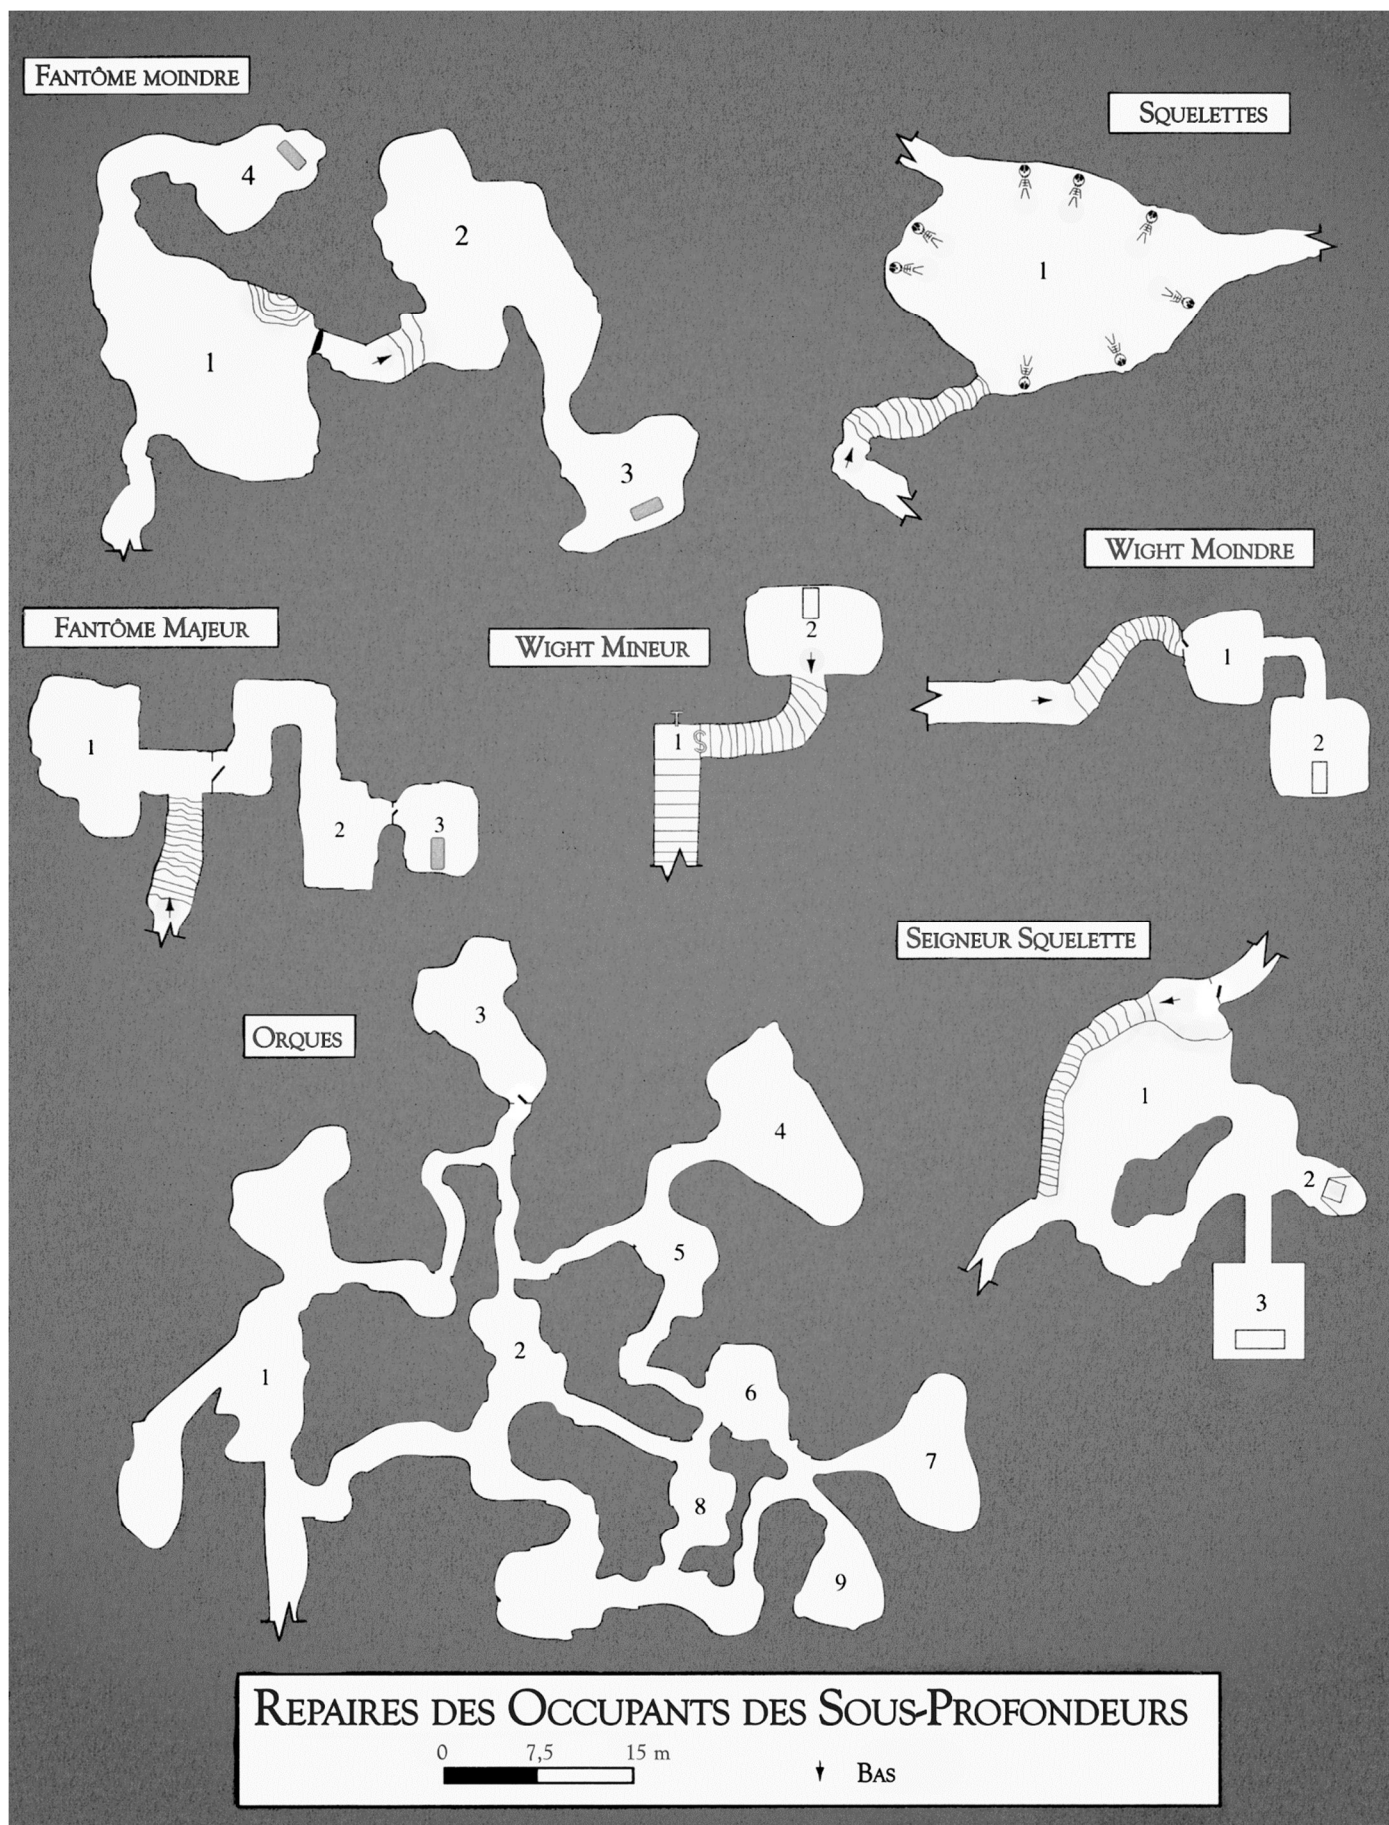 FANTÔME MOINDRE
4
2
1
3
SQUELETTES
1
WIGHT MOINDRE
1
2
FANTÔME MAJEUR
1
2
3
WIGHT MINEUR
2
1 S
SEIGNEUR SQUELETTE
1
2
3
ORQUES
3
4
5
2
1
6
7
8
9
REPAIRES DES OCCUPANTS DES SOUS-PROFONDEURS
0 7,5 15 m
BAS